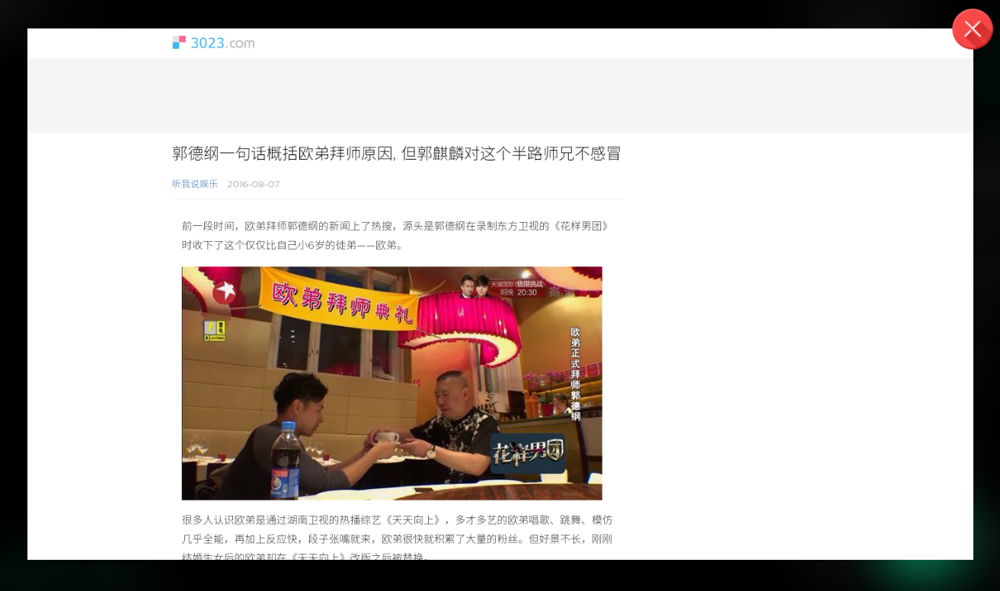 3023.com
郭德纲一句话概括欧弟拜师原因, 但郭麒麟对这个半路师兄不感冒
听我说娱乐 2016-08-07
前一段时间，欧弟拜师郭德纲的新闻上了热搜，源头是郭德纲在录制东方卫视的《花样男团》
时收下了这个仅仅比自己小6岁的徒弟——欧弟。
天猫国际《极限挑战》
明晚 20:30
高清
欧弟拜师典礼
雷电
LIGHTNING
欧弟正式拜师郭德纲
花样男团
很多人认识欧弟是通过湖南卫视的热播综艺《天天向上》，多才多艺的欧弟唱歌、跳舞、模仿
几乎全能，再加上反应快，段子张嘴就来，欧弟很快就积累了大量的粉丝。但好景不长，刚刚
结婚生女后的欧弟却在《天天向上》改版之后被替换。